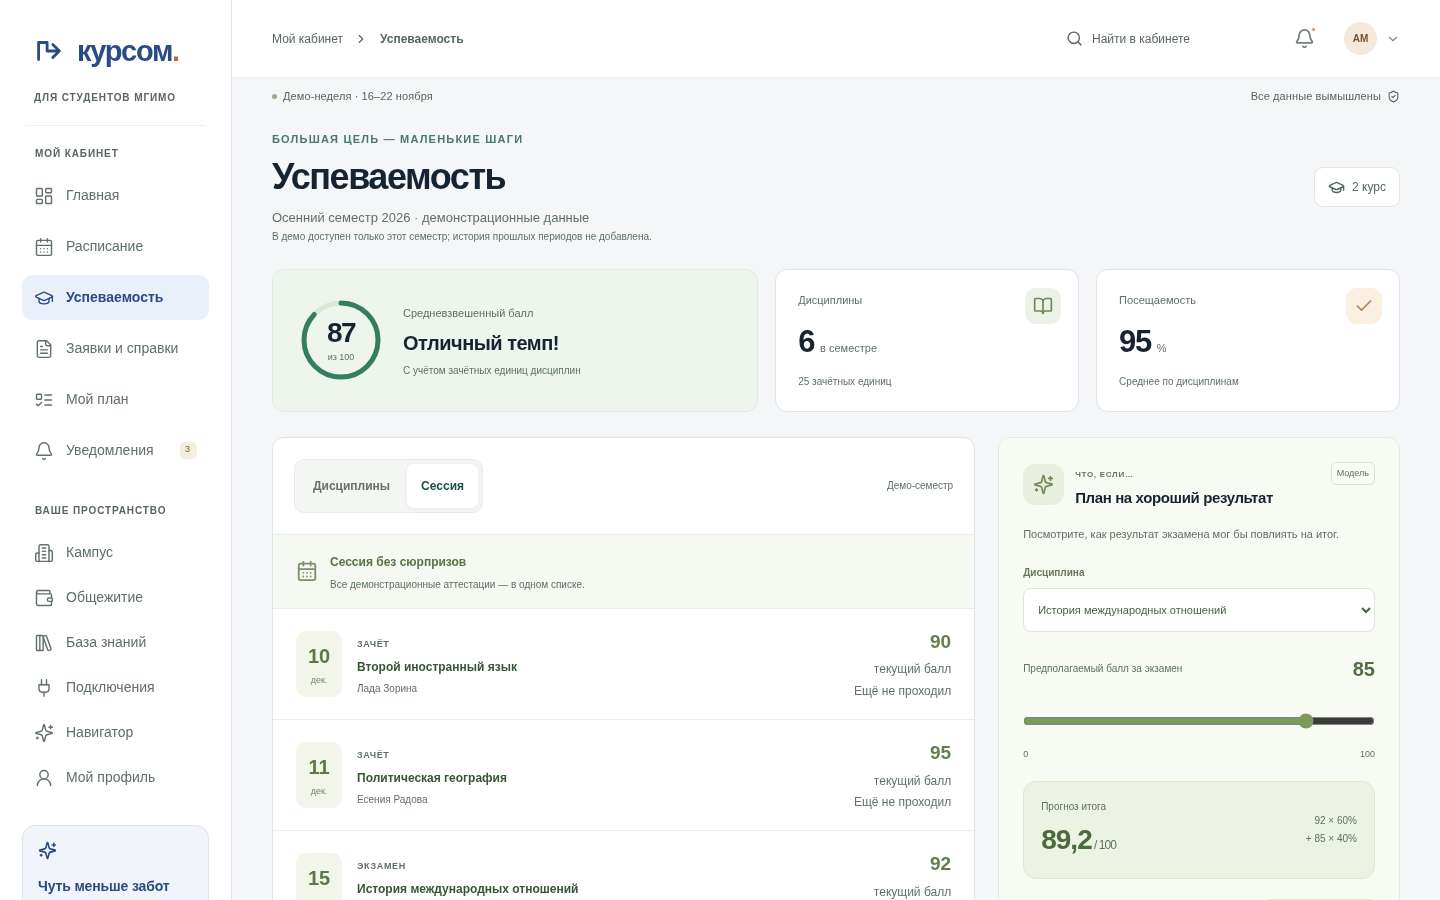 курсом.
ДЛЯ СТУДЕНТОВ МГИМО
МОЙ КАБИНЕТ
Главная
Расписание
Успеваемость
Заявки и справки
Мой план
Уведомления 3
ВАШЕ ПРОСТРАНСТВО
Кампус
Общежитие
База знаний
Подключения
Навигатор
Мой профиль
Чуть меньше забот
Мой кабинет Успеваемость
Найти в кабинете
АМ
Демо-неделя · 16–22 ноября
Все данные вымышлены
БОЛЬШАЯ ЦЕЛЬ — МАЛЕНЬКИЕ ШАГИ
Успеваемость
2 курс
Осенний семестр 2026 · демонстрационные данные
В демо доступен только этот семестр; история прошлых периодов не добавлена.
87
из 100
Средневзвешенный балл
Отличный темп!
С учётом зачётных единиц дисциплин
Дисциплины
6 в семестре
25 зачётных единиц
Посещаемость
95 %
Среднее по дисциплинам
Дисциплины Сессия
Демо-семестр
Сессия без сюрпризов
Все демонстрационные аттестации — в одном списке.
10
дек.
ЗАЧЁТ
Второй иностранный язык
Лада Зорина
90
текущий балл
Ещё не проходил
11
дек.
ЗАЧЁТ
Политическая география
Есения Радова
95
текущий балл
Ещё не проходил
15
ЭКЗАМЕН
История международных отношений
92
текущий балл
ЧТО, ЕСЛИ…
План на хороший результат
Модель
Посмотрите, как результат экзамена мог бы повлиять на итог.
Дисциплина
История международных отношений
Предполагаемый балл за экзамен 85
0 100
Прогноз итога
89,2 / 100
92 × 60%
+ 85 × 40%